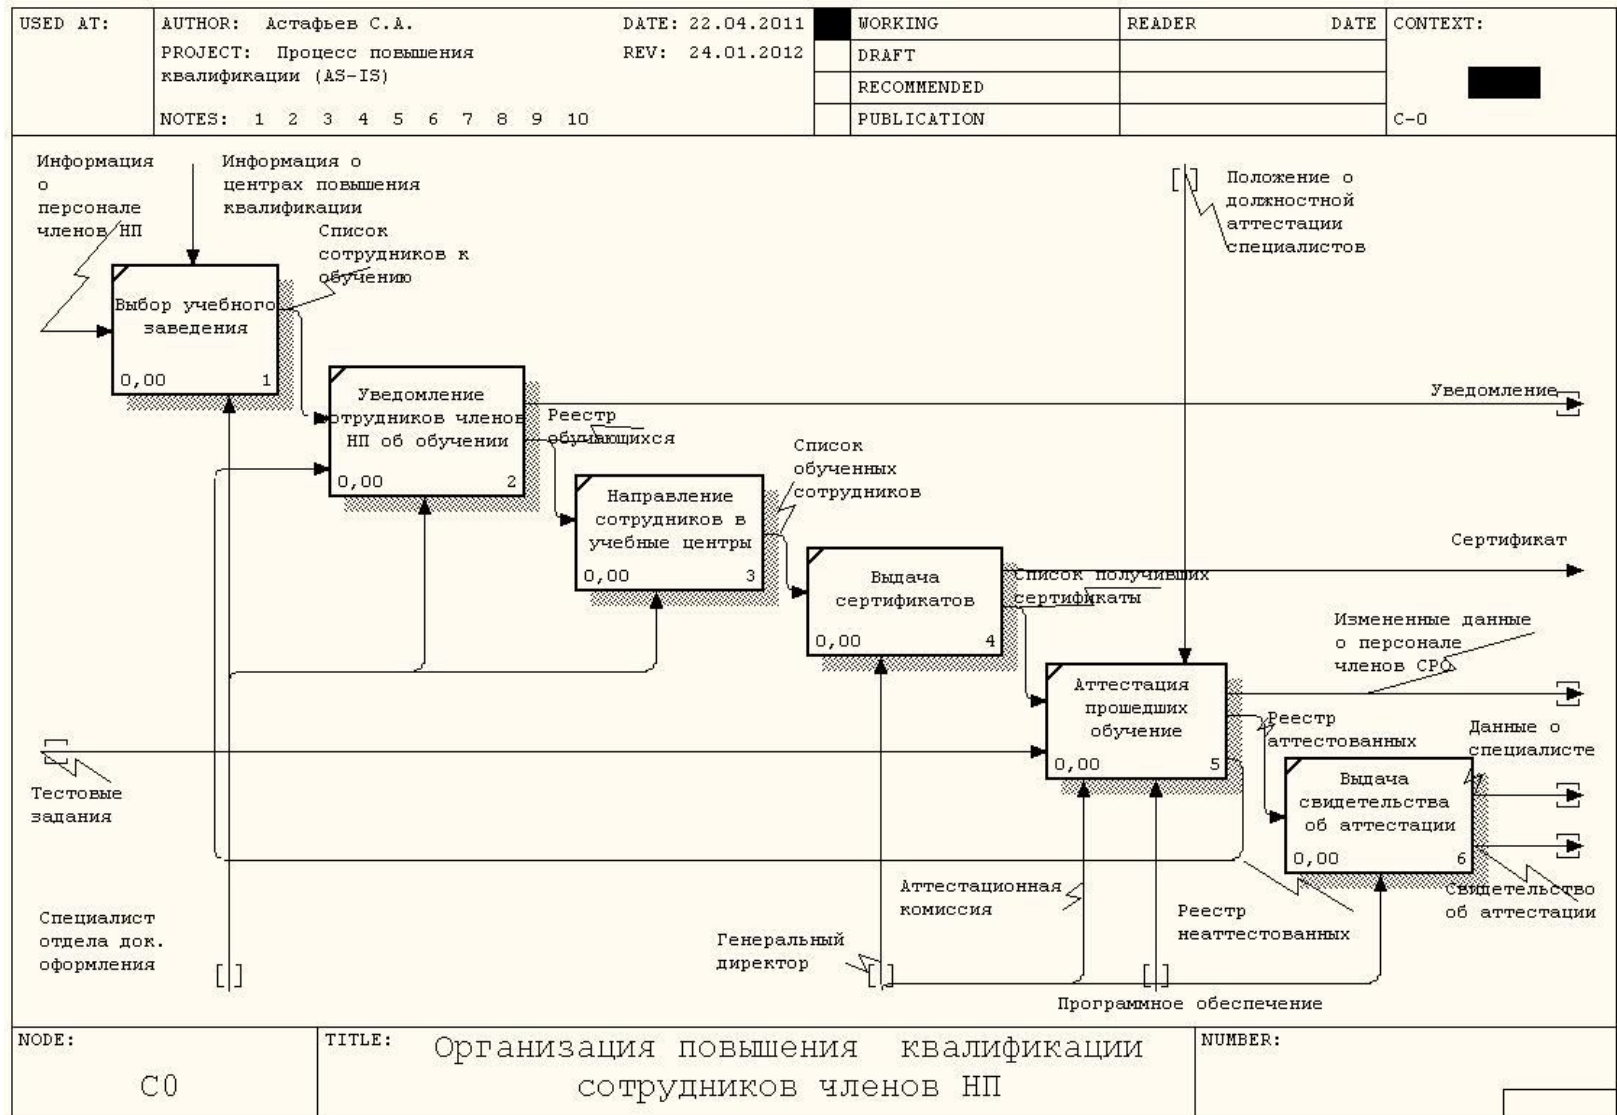 USED AT:
AUTHOR: Астафьев С.А.
DATE: 22.04.2011
PROJECT: Процесс повышения
квалификации (AS-IS)
REV: 24.01.2012
NOTES: 1 2 3 4 5 6 7 8 9 10
WORKING
DRAFT
RECOMMENDED
PUBLICATION
READER DATE
CONTEXT:
C-0
Информация
о
персонале
членов НП
Информация о
центрах повышения
квалификации
Список
сотрудников к
обучению
Положение о
должностной
аттестации
специалистов
Выбор учебного
заведения
0,00 1
Уведомление
сотрудников членов
НП об обучении
0,00 2
Уведомление
Реестр
обучающихся
Список
обученных
сотрудников
Направление
сотрудников в
учебные центры
0,00 3
Выдача
сертификатов
0,00 4
Сертификат
Список получивших
сертификаты
Измененные данные
о персонале
членов СРО
Аттестация
прошедших
обучение
0,00 5
Реестр
аттестованных
Данные о
специалисте
Выдача
свидетельства
об аттестации
0,00 6
Тестовые
задания
Свидетельство
об аттестации
Аттестационная
комиссия
Реестр
неаттестованных
Специалист
отдела док.
оформления
Генеральный
директор
Программное обеспечение
NODE:
C0
TITLE:
Организация повышения квалификации
сотрудников членов НП
NUMBER: